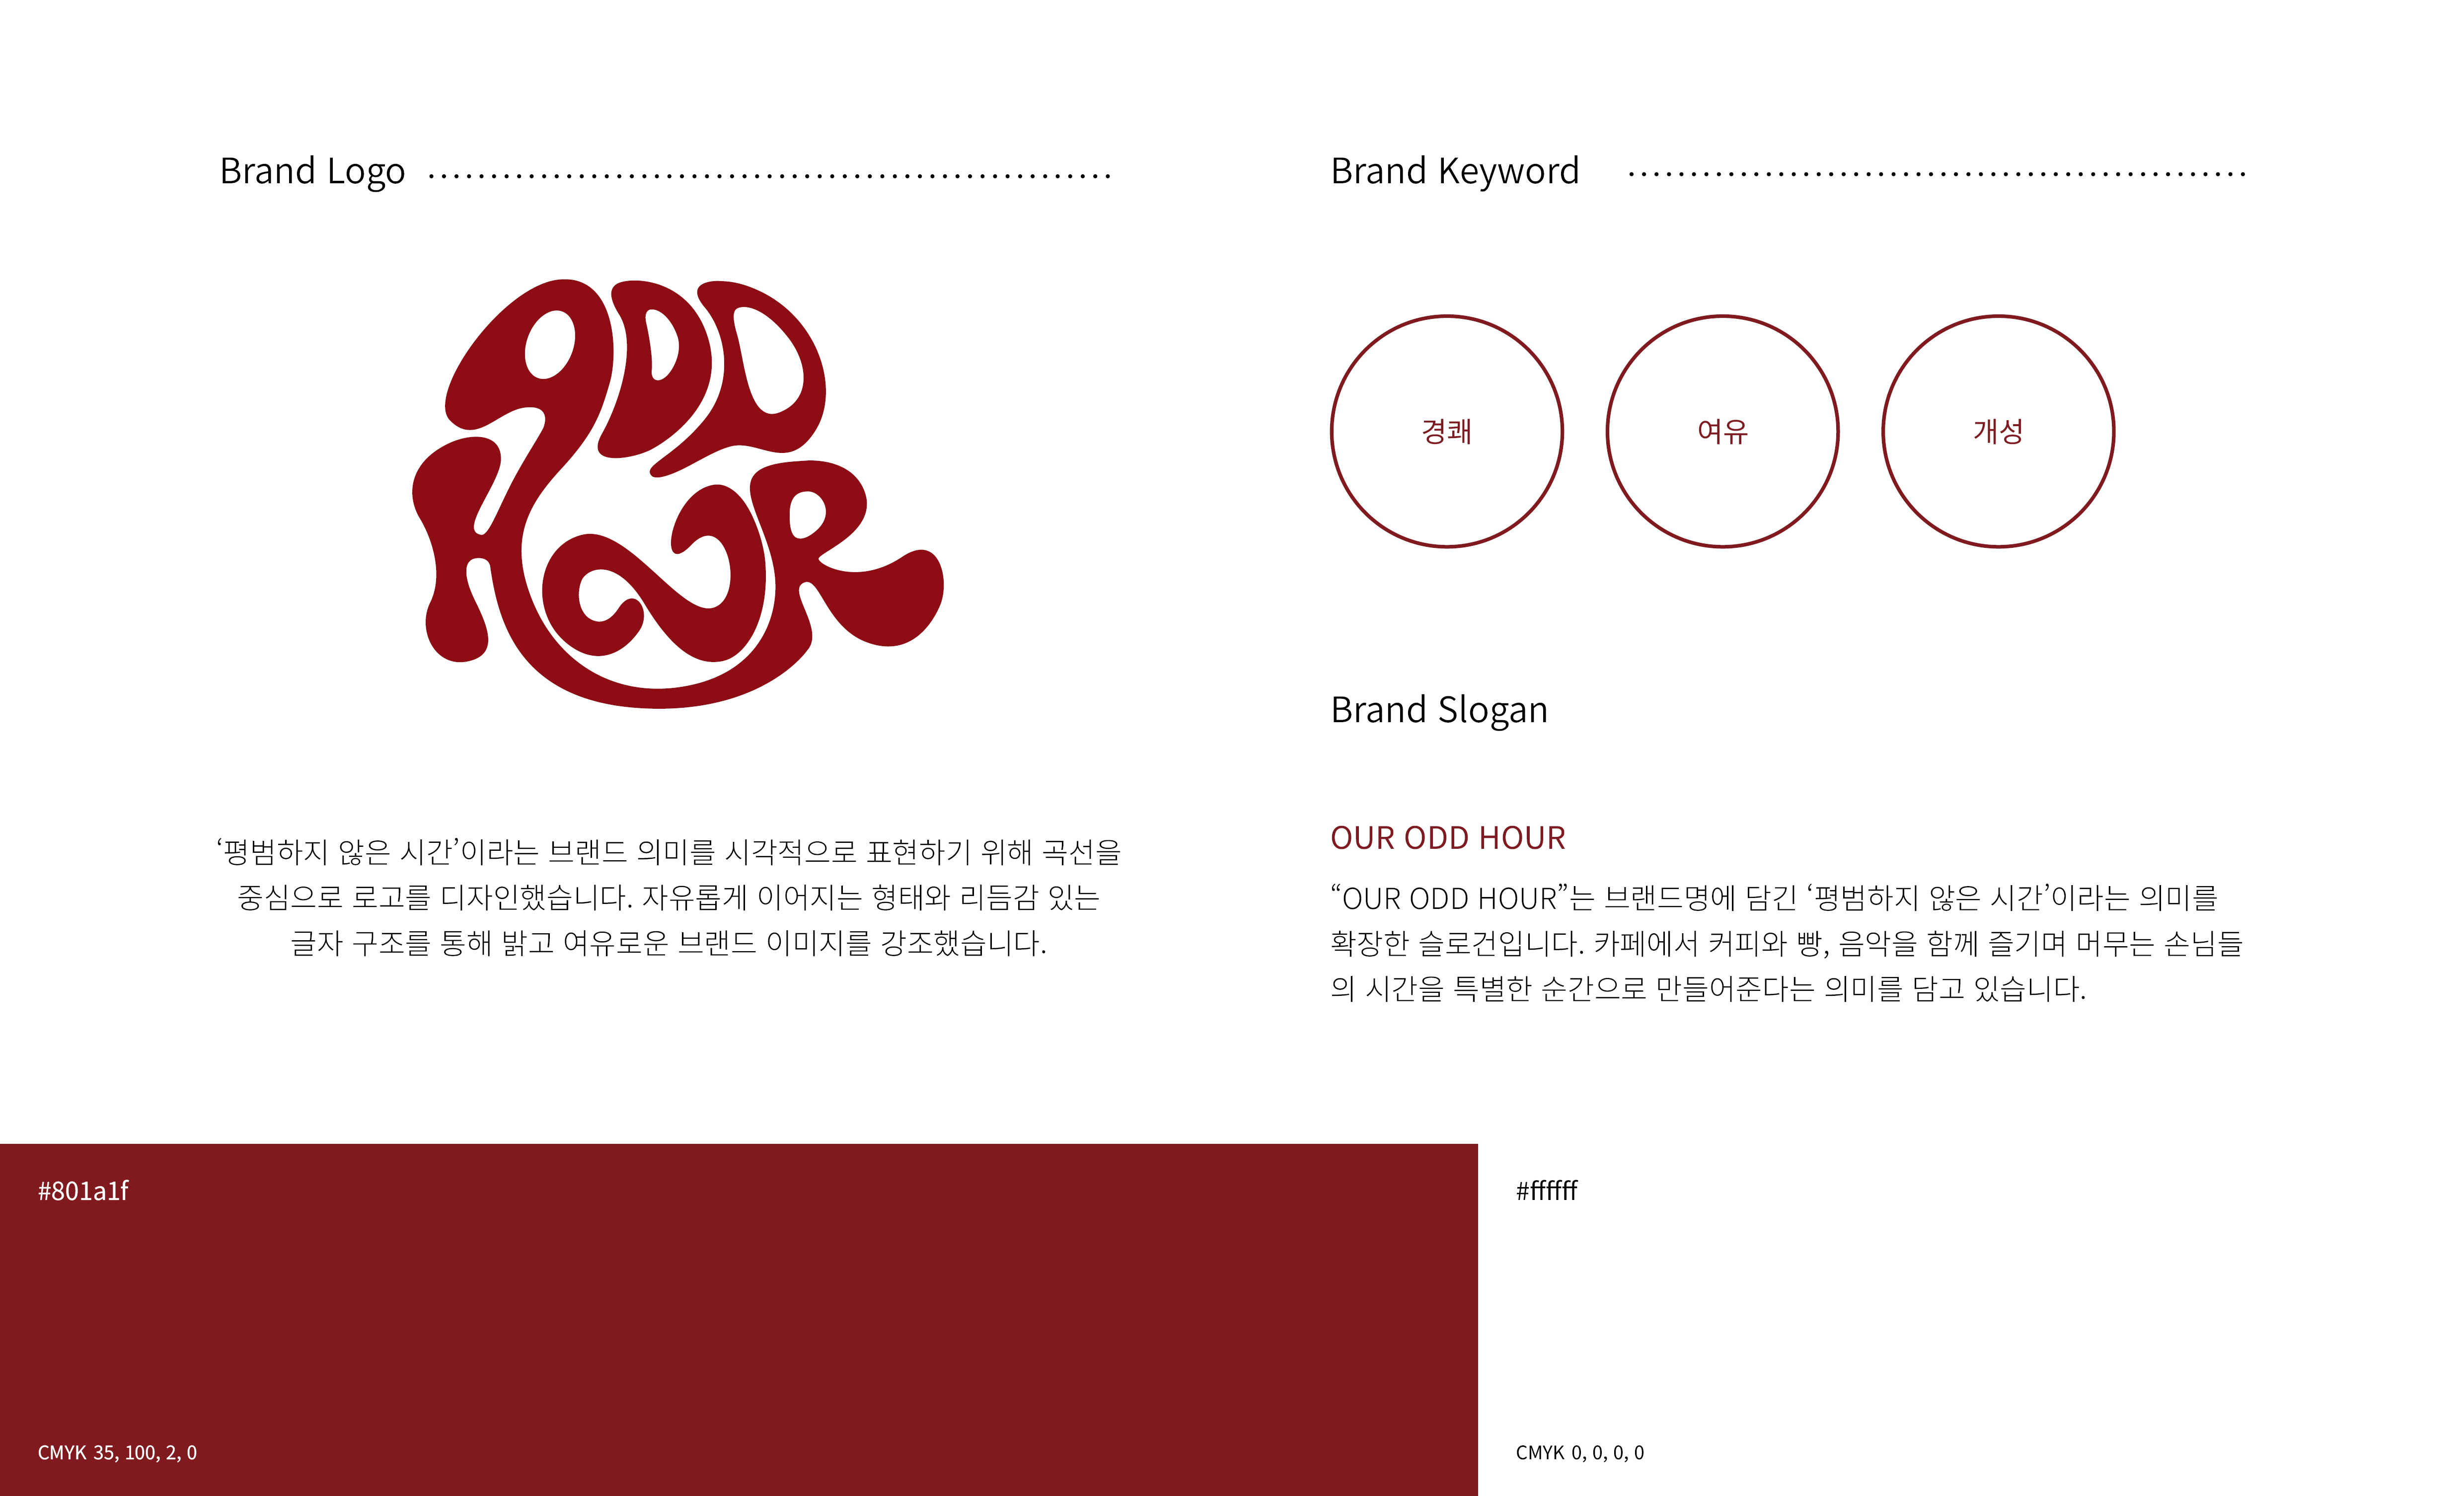 Brand Logo
ODD
HOUR
‘평범하지 않은 시간’이라는 브랜드 의미를 시각적으로 표현하기 위해 곡선을
중심으로 로고를 디자인했습니다. 자유롭게 이어지는 형태와 리듬감 있는
글자 구조를 통해 밝고 여유로운 브랜드 이미지를 강조했습니다.
Brand Keyword
경쾌
여유
개성
Brand Slogan
OUR ODD HOUR
“OUR ODD HOUR”는 브랜드명에 담긴 ‘평범하지 않은 시간’이라는 의미를
확장한 슬로건입니다. 카페에서 커피와 빵, 음악을 함께 즐기며 머무는 손님들
의 시간을 특별한 순간으로 만들어준다는 의미를 담고 있습니다.
#801a1f
CMYK 35, 100, 2, 0
#ffffff
CMYK 0, 0, 0, 0